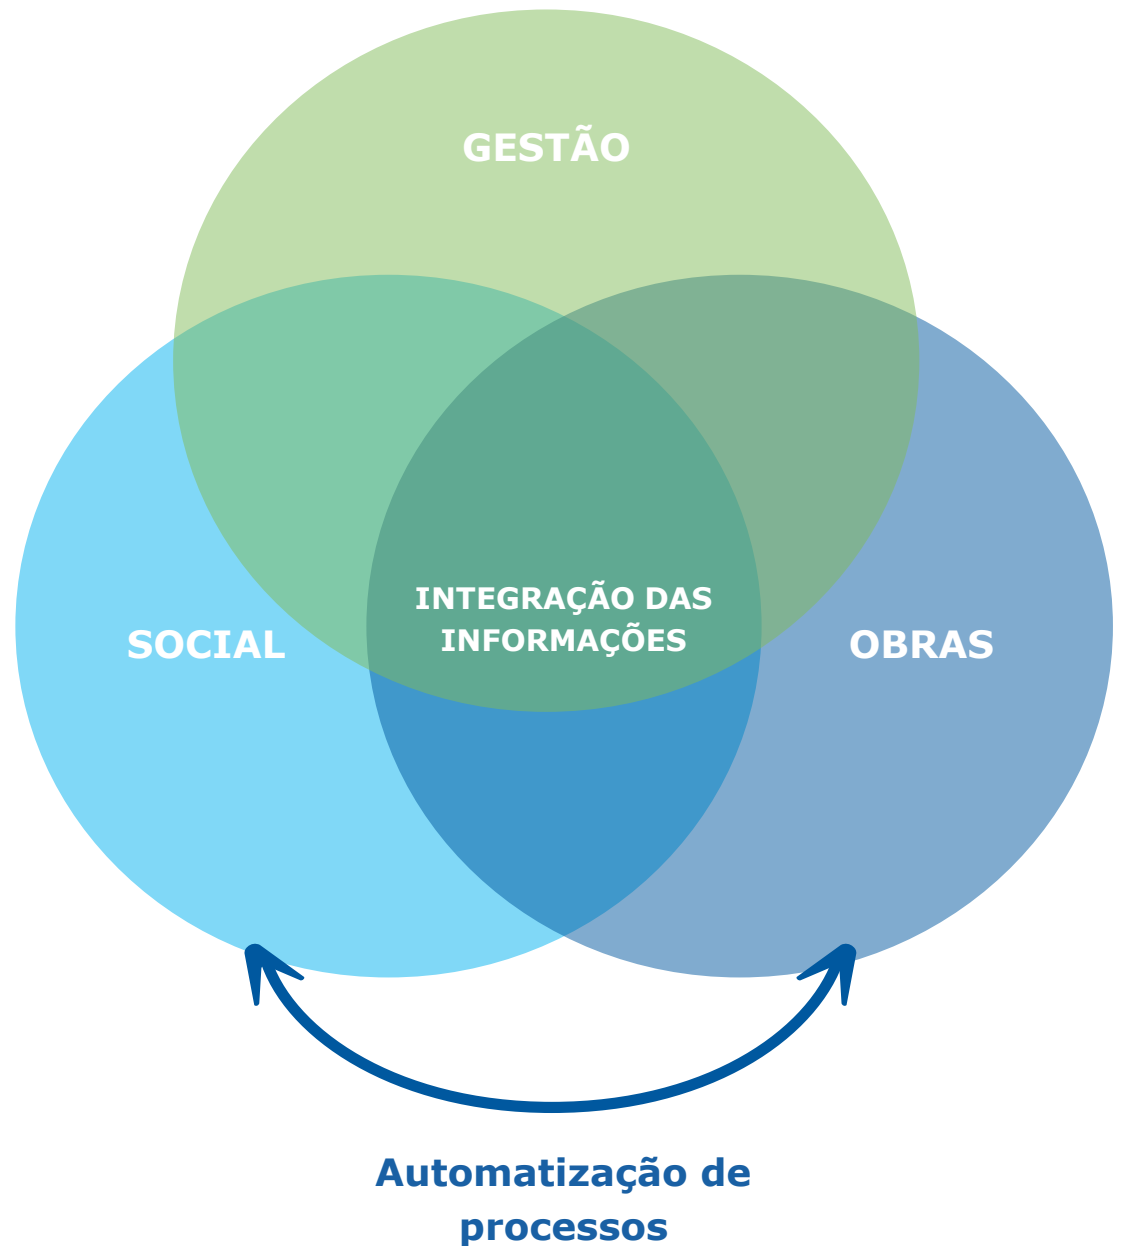 GESTÃO
INTEGRAÇÃO DAS
INFORMAÇÕES
SOCIAL
OBRAS
Automatização de
processos